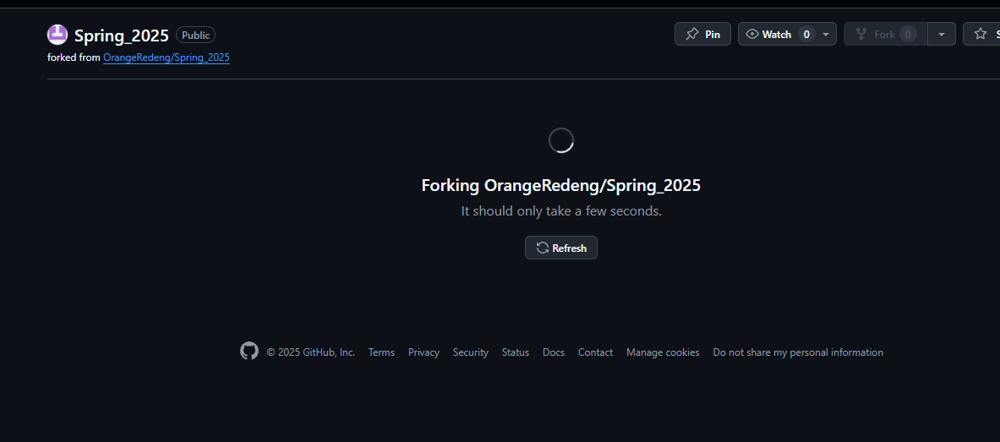 Spring_2025 Public Pin Watch 0 Fork 0
forked from OrangeRedeng/Spring_2025
Forking OrangeRedeng/Spring_2025
It should only take a few seconds.
Refresh
© 2025 GitHub, Inc. Terms Privacy Security Status Docs Contact Manage cookies Do not share my personal information